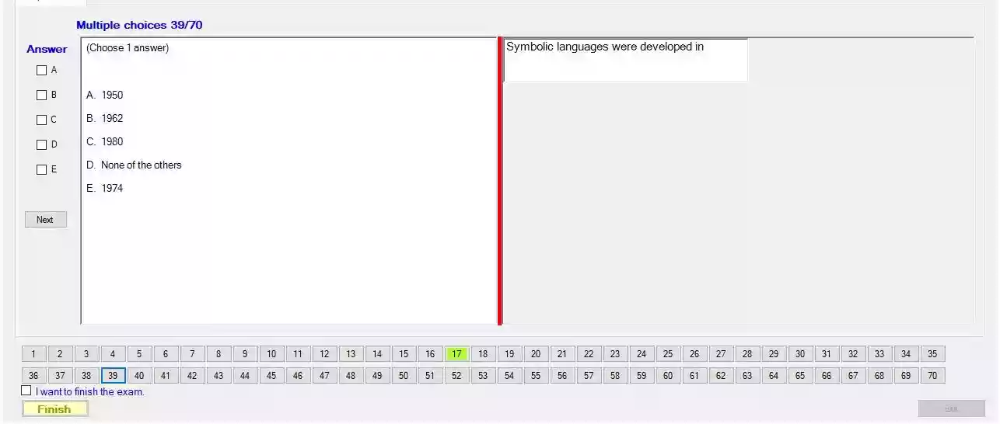 Multiple choices 39/70
Answer
(Choose 1 answer)
Symbolic languages were developed in
A
B
C
D
E
A. 1950
B. 1962
C. 1980
D. None of the others
E. 1974
Next
1 2 3 4 5 6 7 8 9 10 11 12 13 14 15 16 17 18 19 20 21 22 23 24 25 26 27 28 29 30 31 32 33 34 35
36 37 38 39 40 41 42 43 44 45 46 47 48 49 50 51 52 53 54 55 56 57 58 59 60 61 62 63 64 65 66 67 68 69 70
I want to finish the exam.
Finish
Exit